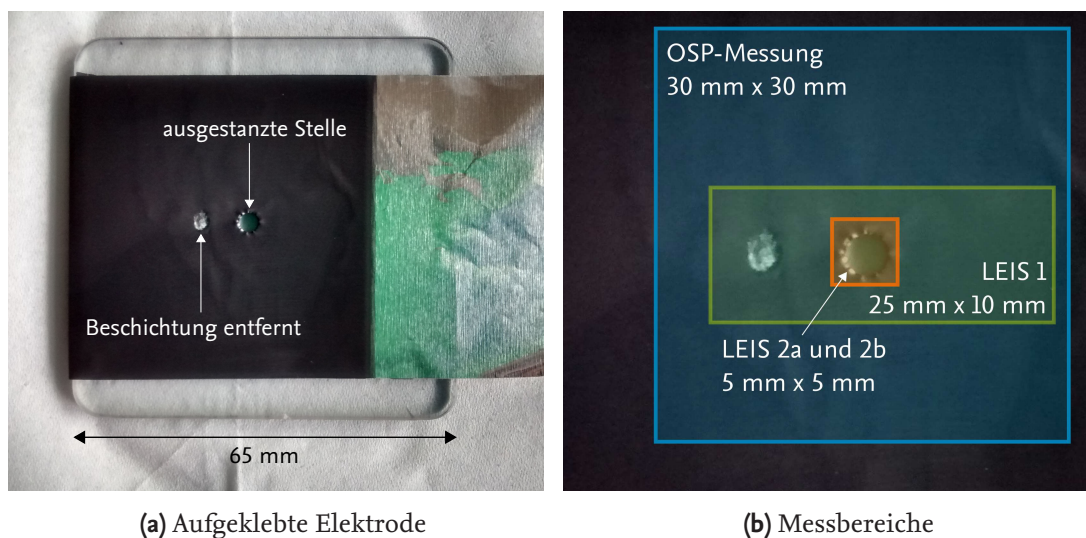 ausgestanzte Stelle
Beschichtung entfernt
65 mm
(a) Aufgeklebte Elektrode
OSP-Messung
30 mm x 30 mm
LEIS 1
25 mm x 10 mm
LEIS 2a und 2b
5 mm x 5 mm
(b) Messbereiche